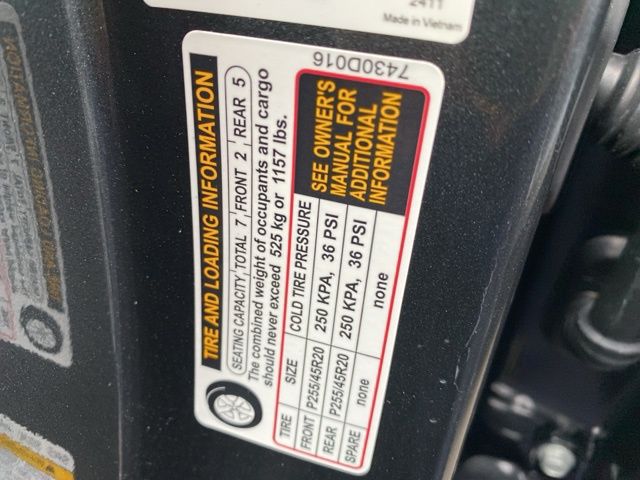 2411
Made in Vietnam
7430D016
TIRE AND LOADING INFORMATION
SEATING CAPACITY TOTAL 7 FRONT 2 REAR 5
The combined weight of occupants and cargo
should never exceed 525 kg or 1157 lbs.
TIRE SIZE COLD TIRE PRESSURE
FRONT P255/45R20 250 KPA, 36 PSI
REAR P255/45R20 250 KPA, 36 PSI
SPARE none none
SEE OWNER'S
MANUAL FOR
ADDITIONAL
INFORMATION